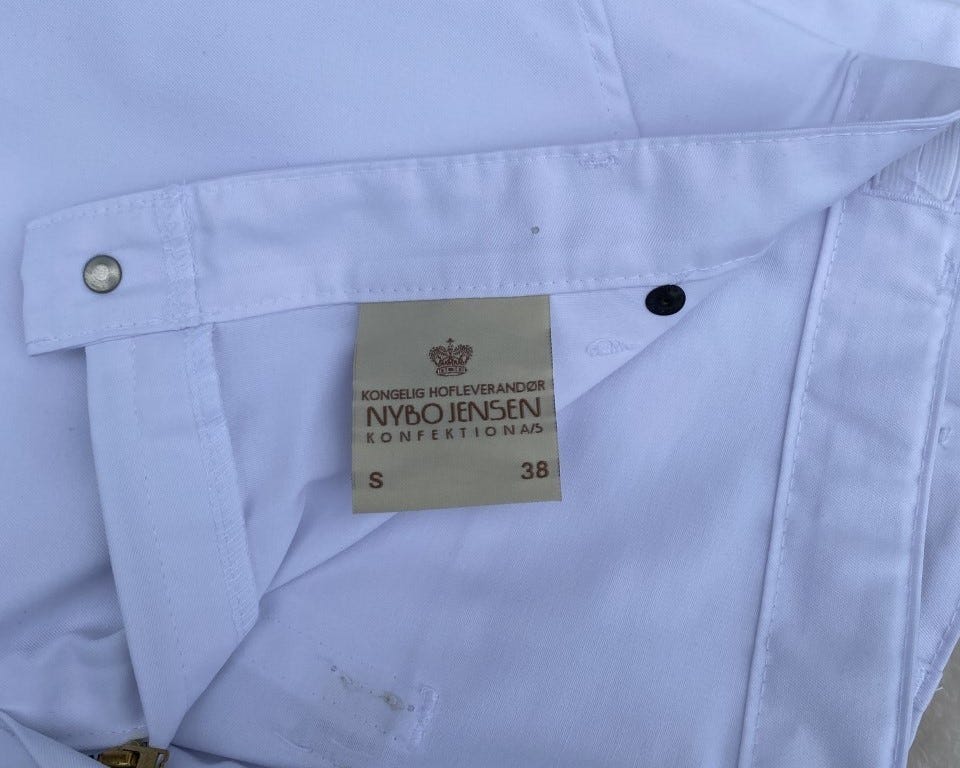 KONGELIG HOFLEVERANDØR
NYBO JENSEN
KONFEKTION A/S
S 38